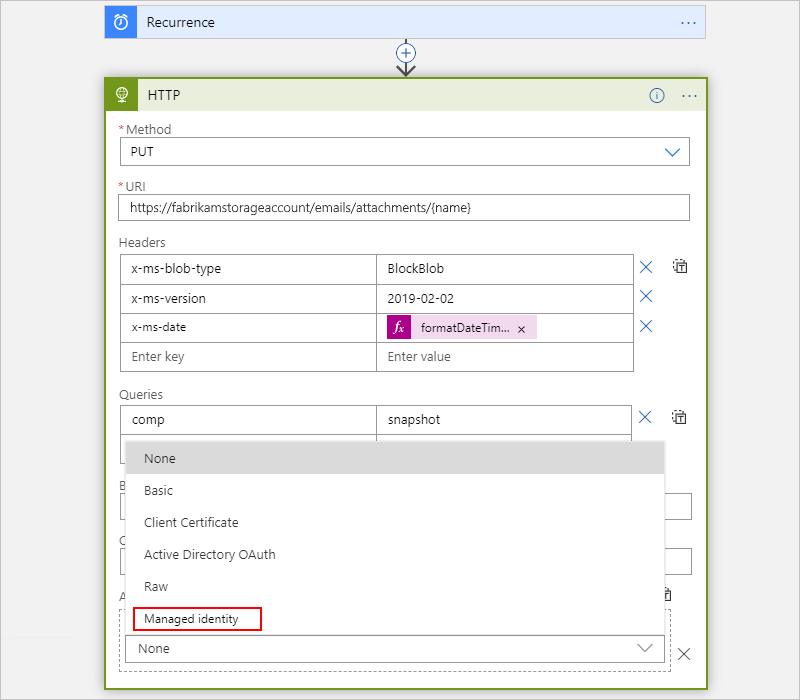 Recurrence
HTTP
* Method
PUT
* URI
https://fabrikamstorageaccount/emails/attachments/{name}
Headers
x-ms-blob-type BlockBlob
x-ms-version 2019-02-02
x-ms-date fx formatDateTim... ×
Enter key Enter value
Queries
comp snapshot
None
Basic
Client Certificate
Active Directory OAuth
Raw
Managed identity
None